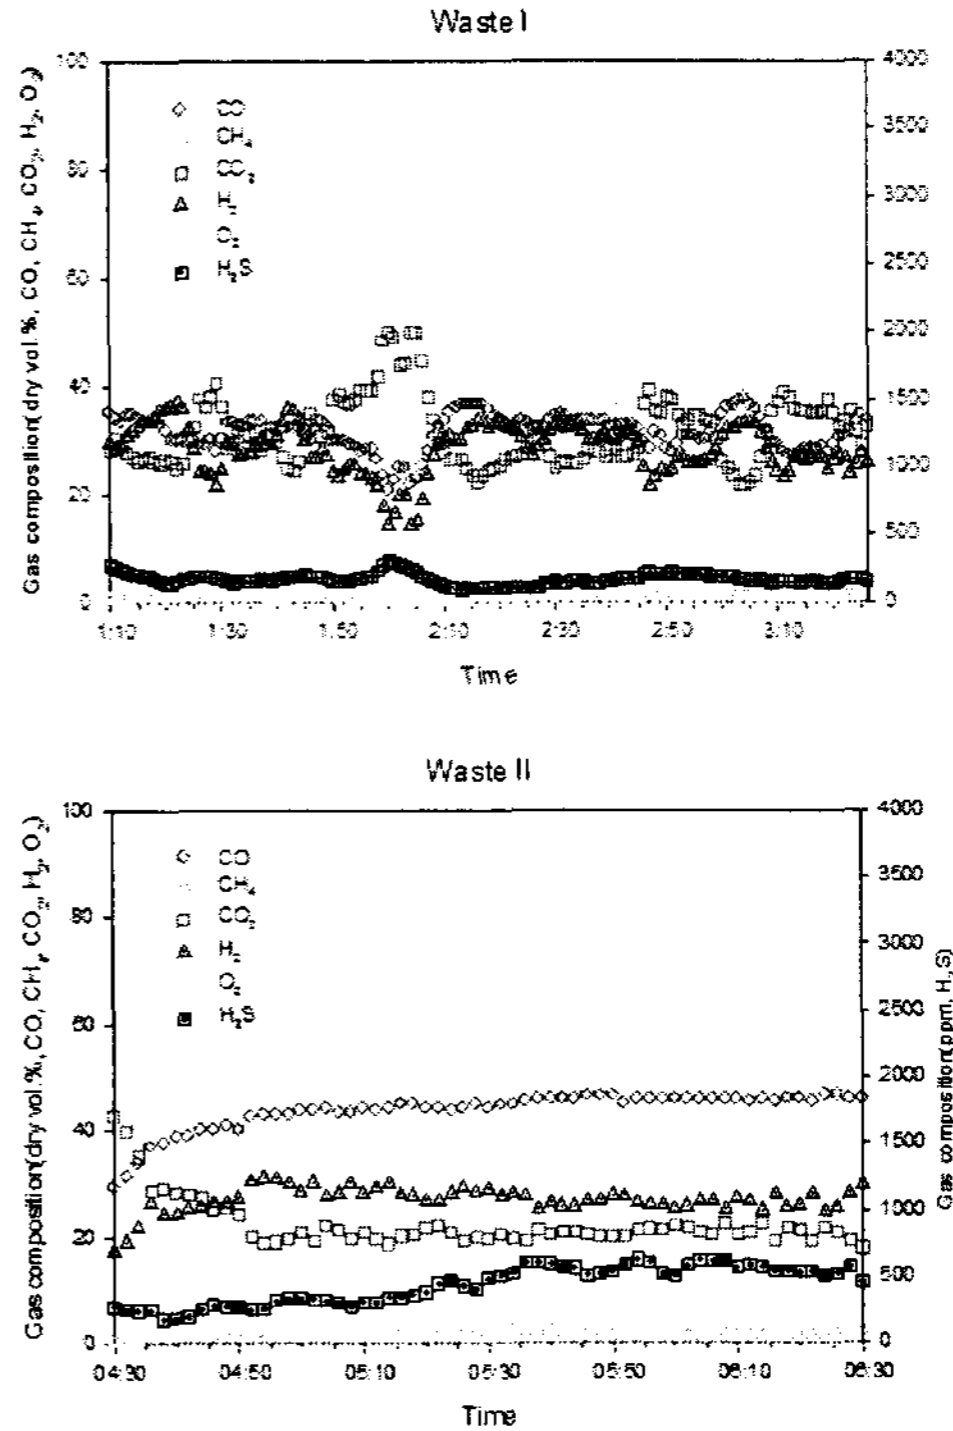 Waste I
Gas composition(dry vol.%, CO, CH₄, CO₂, H₂, O₂)
100
80
60
40
20
0
CO
CH₄
CO₂
H₂
O₂
H₂S
4000
3500
3000
2500
2000
1500
1000
500
0
1:10 1:30 1:50 2:10 2:30 2:50 3:10
Time
Waste II
Gas composition(dry vol.%, CO, CH₄, CO₂, H₂, O₂)
100
80
60
40
20
0
CO
CH₄
CO₂
H₂
O₂
H₂S
4000
3500
3000
2500
2000
1500
1000
500
0
Gas composition(ppm, H₂S)
04:30 04:50 05:10 05:30 05:50 06:10 06:30
Time